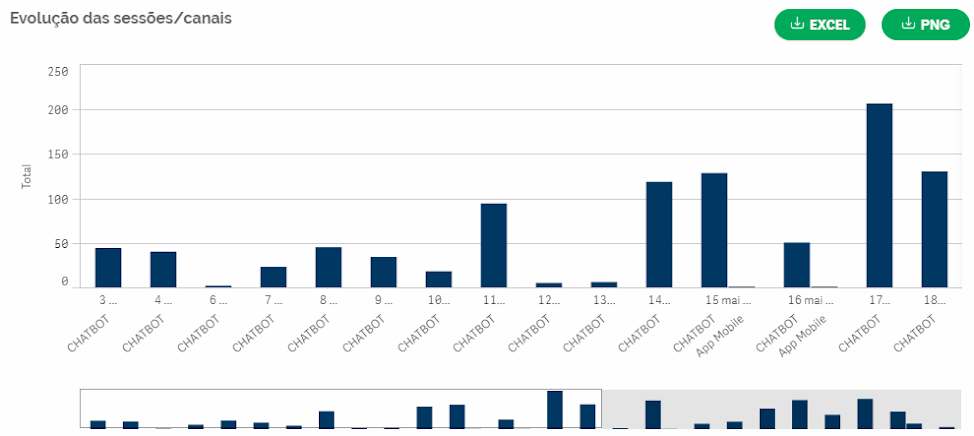 Evolução das sessões/canais
EXCEL
PNG
250
200
150
100
50
0
Total
3 ...
4 ...
6 ...
7 ...
8 ...
9 ...
10...
11...
12...
13...
14...
15 mai ...
16 mai ...
17...
18...
CHATBOT
CHATBOT
CHATBOT
CHATBOT
CHATBOT
CHATBOT
CHATBOT
CHATBOT
CHATBOT
CHATBOT
CHATBOT
CHATBOT
App Mobile
CHATBOT
App Mobile
CHATBOT
CHATBOT